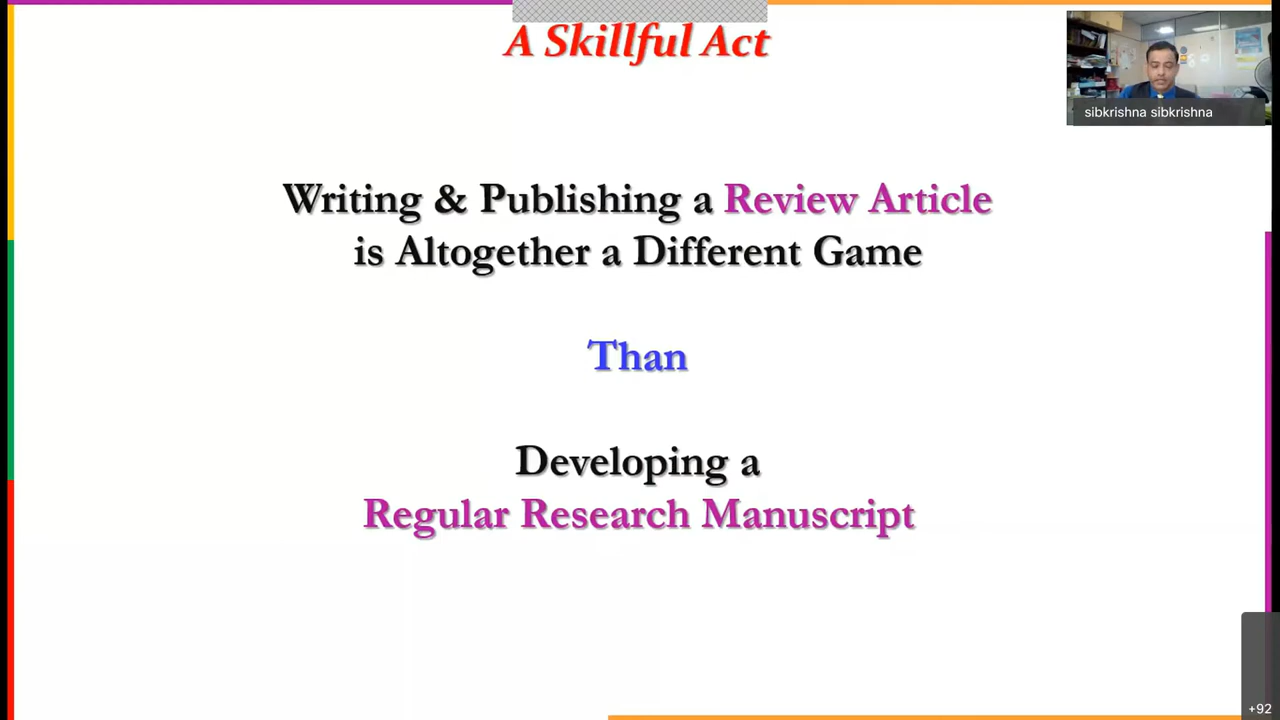 A Skillful Act
sibkrishna sibkrishna
Writing & Publishing a Review Article
is Altogether a Different Game
Than
Developing a
Regular Research Manuscript
+92